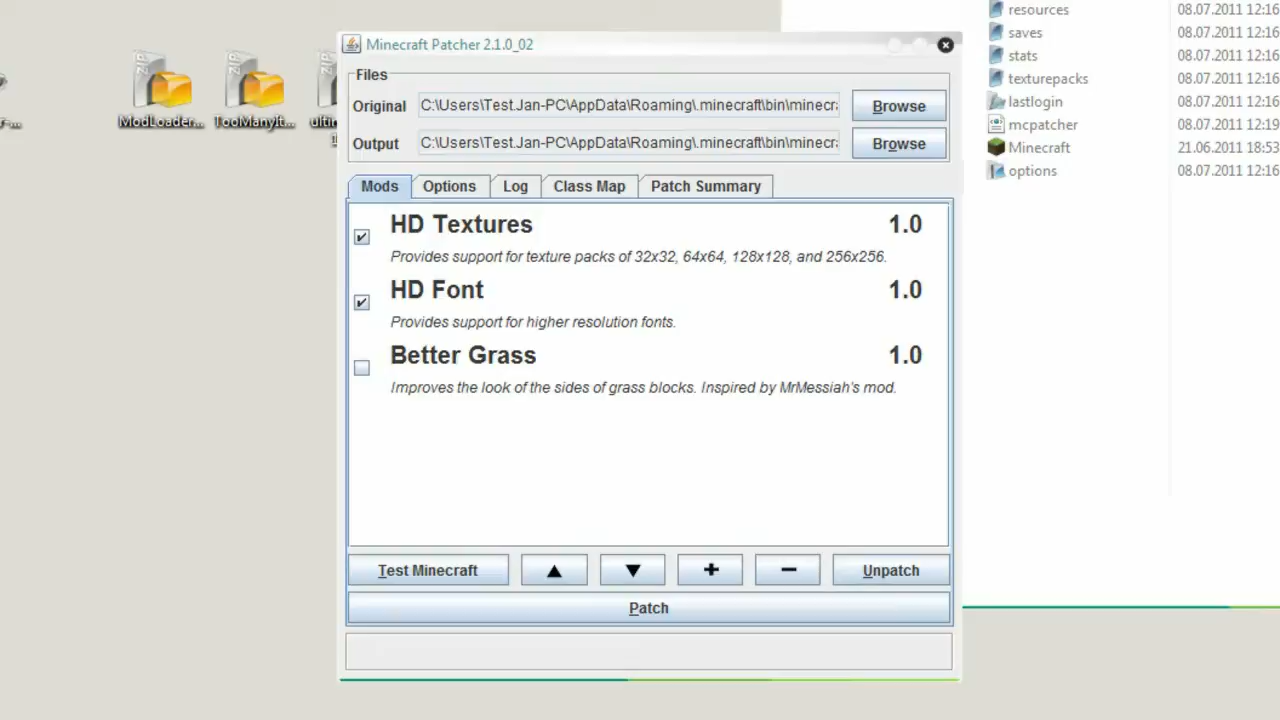 Minecraft Patcher 2.1.0_02
Files
Original C:\Users\Test.Jan-PC\AppData\Roaming\.minecraft\bin\minecra Browse
Output C:\Users\Test.Jan-PC\AppData\Roaming\.minecraft\bin\minecra Browse
Mods Options Log Class Map Patch Summary
HD Textures 1.0
Provides support for texture packs of 32x32, 64x64, 128x128, and 256x256.
HD Font 1.0
Provides support for higher resolution fonts.
Better Grass 1.0
Improves the look of the sides of grass blocks. Inspired by MrMessiah's mod.
Test Minecraft ▲ ▼ + − Unpatch
Patch
ModLoader... TooManyIt...
ZIP ZIP
resources 08.07.2011 12:16
saves 08.07.2011 12:16
stats 08.07.2011 12:16
texturepacks 08.07.2011 12:16
lastlogin 08.07.2011 12:16
mcpatcher 08.07.2011 12:19
Minecraft 21.06.2011 18:53
options 08.07.2011 12:16